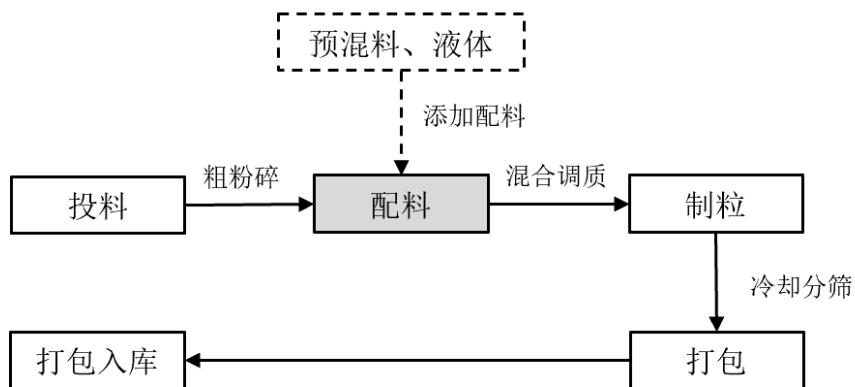 预混料、液体
添加配料
投料
粗粉碎
配料
混合调质
制粒
冷却分筛
打包入库
打包